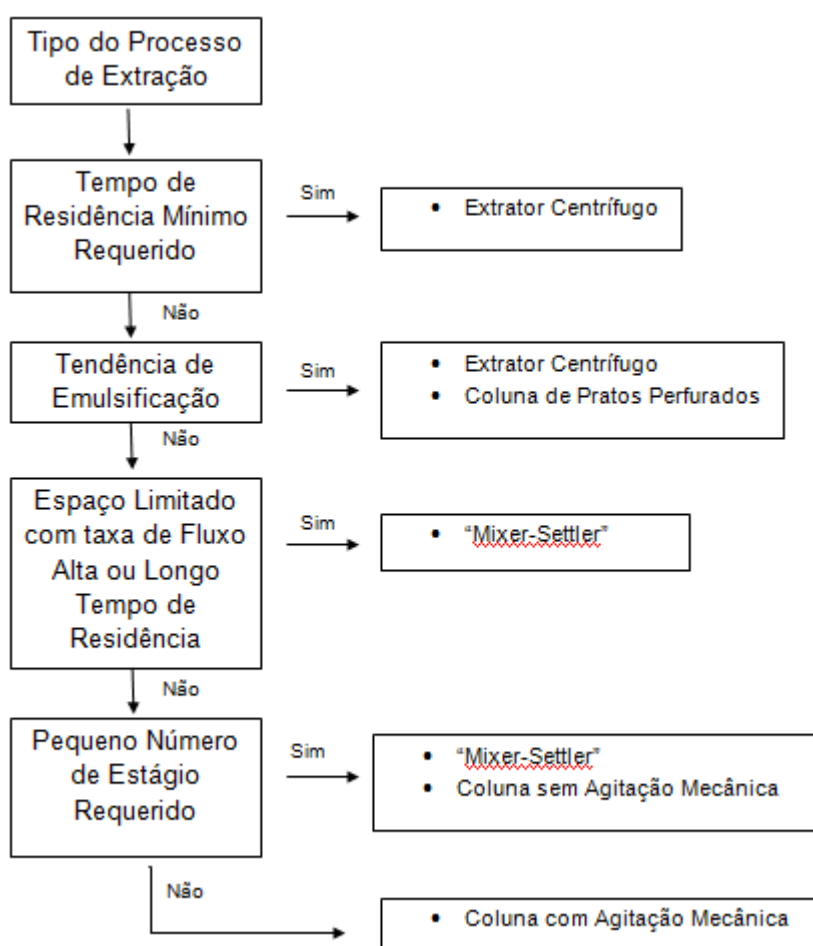 Tipo do Processo
de Extração
Tempo de
Residência Mínimo
Requerido
Sim
• Extrator Centrífugo
Não
Tendência de
Emulsificação
Sim
• Extrator Centrífugo
• Coluna de Pratos Perfurados
Não
Espaço Limitado
com taxa de Fluxo
Alta ou Longo
Tempo de
Residência
Sim
• “Mixer-Settler”
Não
Pequeno Número
de Estágio
Requerido
Sim
• “Mixer-Settler”
• Coluna sem Agitação Mecânica
Não
• Coluna com Agitação Mecânica